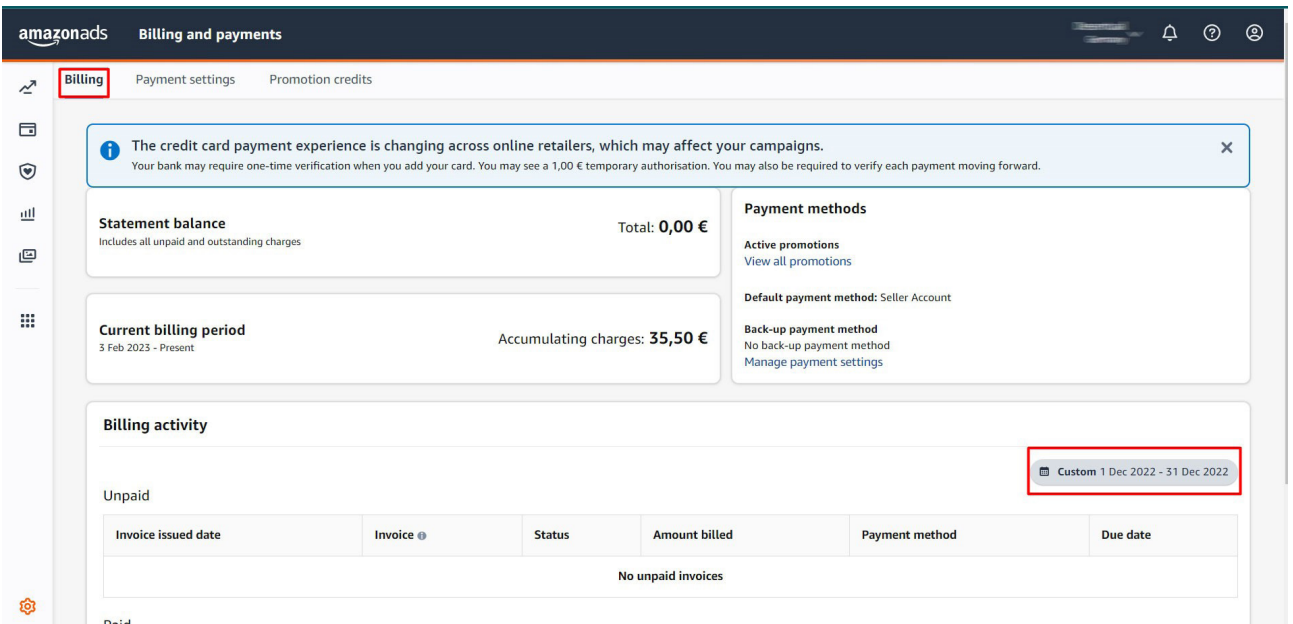 amazonads Billing and payments
Billing Payment settings Promotion credits
The credit card payment experience is changing across online retailers, which may affect your campaigns.
Your bank may require one-time verification when you add your card. You may see a 1,00 € temporary authorisation. You may also be required to verify each payment moving forward.
Statement balance
Includes all unpaid and outstanding charges
Total: 0,00 €
Current billing period
3 Feb 2023 - Present
Accumulating charges: 35,50 €
Payment methods
Active promotions
View all promotions
Default payment method: Seller Account
Back-up payment method
No back-up payment method
Manage payment settings
Billing activity
Custom 1 Dec 2022 - 31 Dec 2022
Unpaid
Invoice issued date Invoice Status Amount billed Payment method Due date
No unpaid invoices
Paid